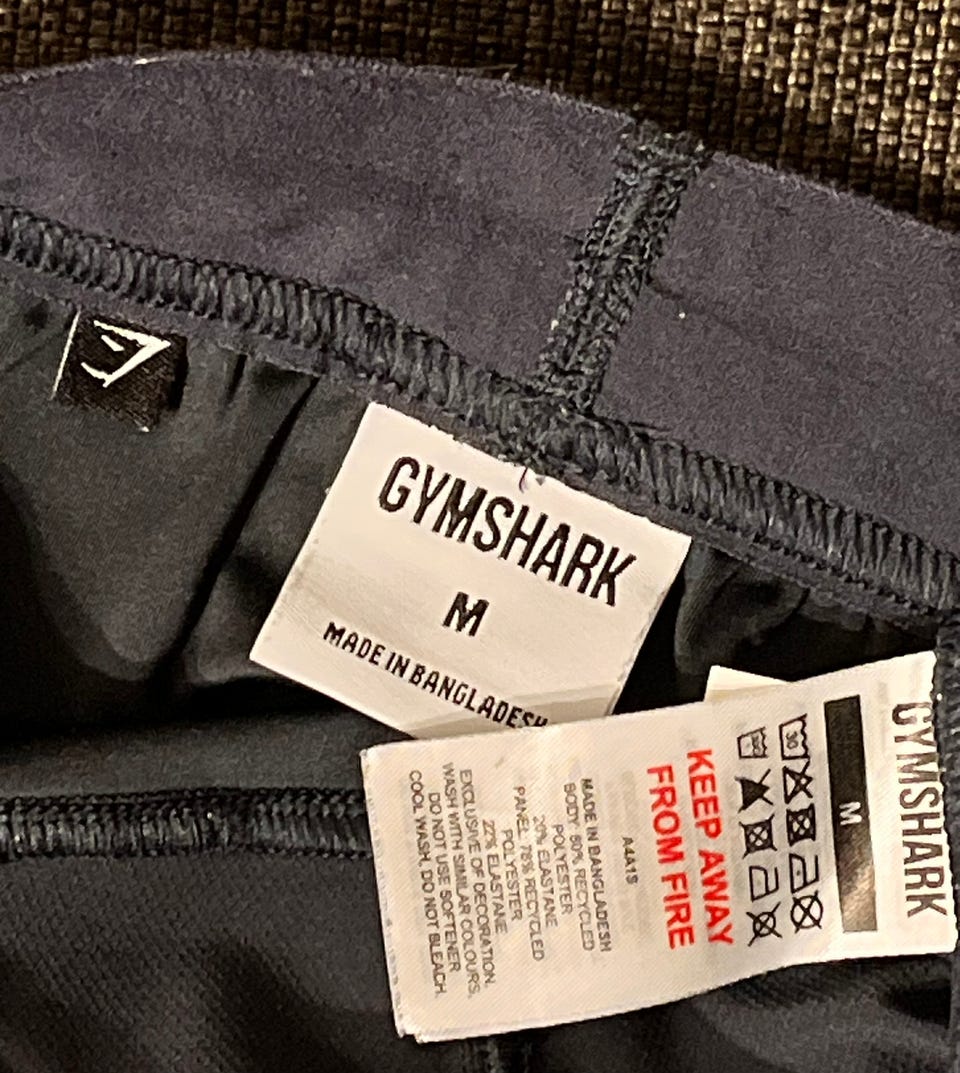 GYMSHARK
M
MADE IN BANGLADESH
GYMSHARK
M
30
KEEP AWAY
FROM FIRE
A4A1S
MADE IN BANGLADESH
BODY: 80% RECYCLED
POLYESTER
20% ELASTANE
PANEL 78% RECYCLED
POLYESTER
22% ELASTANE
EXCLUSIVE OF DECORATION.
WASH WITH SIMILAR COLOURS.
DO NOT USE SOFTENER
COOL WASH, DO NOT BLEACH.